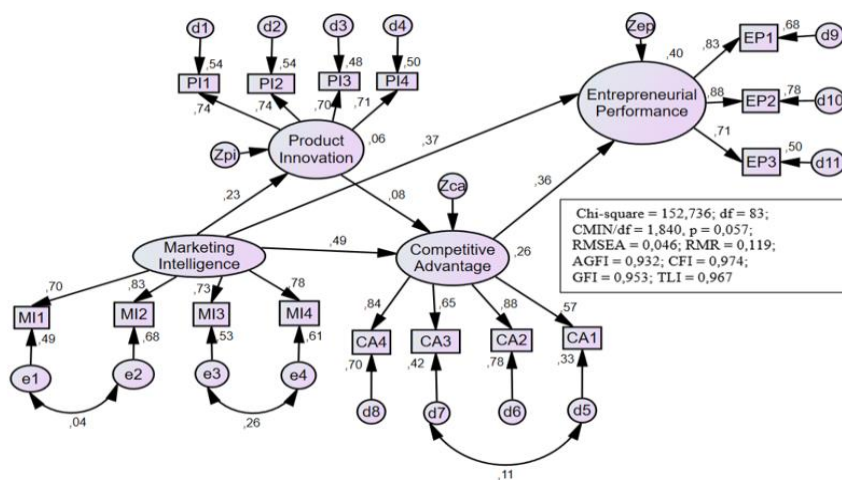 d1
d2
d3
d4
,54
,54
,48
,50
PI1
PI2
PI3
PI4
,74
,74
,70
,71
Product
Innovation
,06
Zpi
Zep
,40
Entrepreneurial
Performance
,83
,68
EP1
d9
,88
,78
EP2
d10
,71
,50
EP3
d11
,37
,23
,08
Zca
,36
Marketing
Intelligence
,49
Competitive
Advantage
,26
Chi-square = 152,736; df = 83;
CMIN/df = 1,840, p = 0,057;
RMSEA = 0,046; RMR = 0,119;
AGFI = 0,932; CFI = 0,974;
GFI = 0,953; TLI = 0,967
,70
,83
,73
,78
MI1
MI2
MI3
MI4
,49
,68
,53
,61
e1
e2
e3
e4
,04
,26
,84
,65
,88
,57
CA4
CA3
CA2
CA1
,70
,42
,78
,33
d8
d7
d6
d5
,11